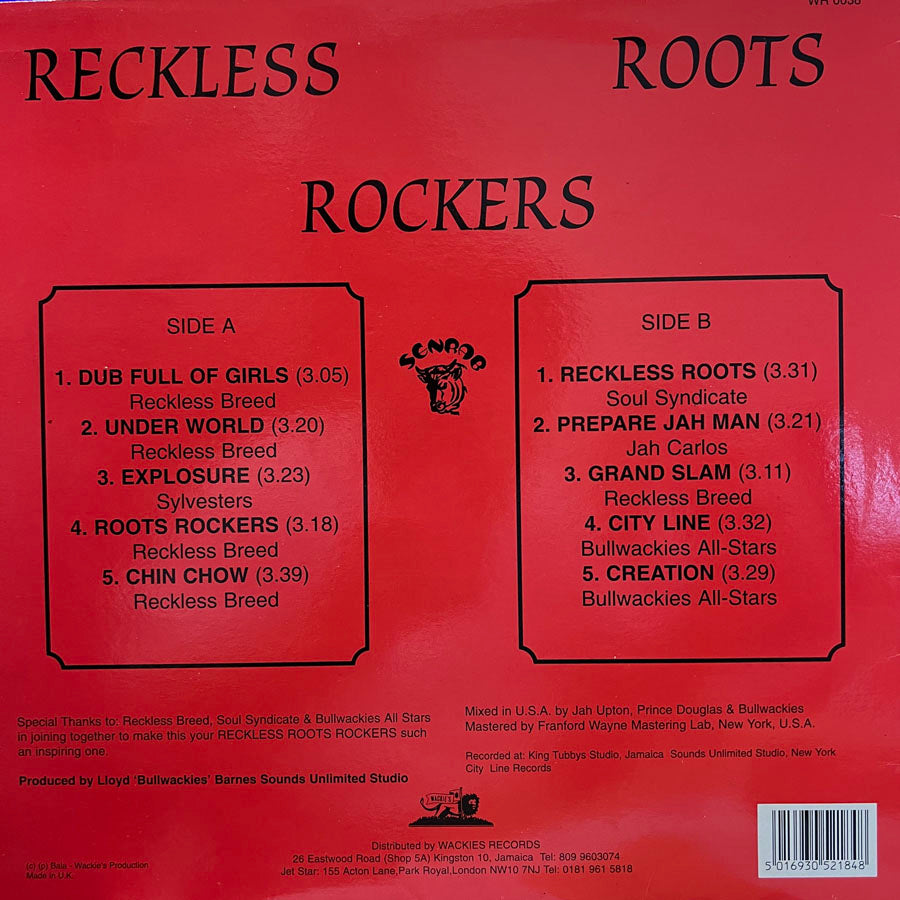 WR 0038
RECKLESS ROOTS
ROCKERS
SIDE A
1. DUB FULL OF GIRLS (3.05)
Reckless Breed
2. UNDER WORLD (3.20)
Reckless Breed
3. EXPLOSURE (3.23)
Sylvesters
4. ROOTS ROCKERS (3.18)
Reckless Breed
5. CHIN CHOW (3.39)
Reckless Breed
SENRAB
SIDE B
1. RECKLESS ROOTS (3.31)
Soul Syndicate
2. PREPARE JAH MAN (3.21)
Jah Carlos
3. GRAND SLAM (3.11)
Reckless Breed
4. CITY LINE (3.32)
Bullwackies All-Stars
5. CREATION (3.29)
Bullwackies All-Stars
Special Thanks to: Reckless Breed, Soul Syndicate & Bullwackies All Stars
in joining together to make this your RECKLESS ROOTS ROCKERS such
an inspiring one.
Produced by Lloyd 'Bullwackies' Barnes Sounds Unlimited Studio
Mixed in U.S.A. by Jah Upton, Prince Douglas & Bullwackies
Mastered by Franford Wayne Mastering Lab, New York, U.S.A.
Recorded at: King Tubbys Studio, Jamaica Sounds Unlimited Studio, New York
City Line Records
WACKIE'S
Distributed by WACKIES RECORDS
26 Eastwood Road (Shop 5A) Kingston 10, Jamaica Tel: 809 9603074
Jet Star: 155 Acton Lane,Park Royal,London NW10 7NJ Tel: 0181 961 5818
(c) (p) Bala - Wackie's Production
Made in U.K.
5 016930 521848